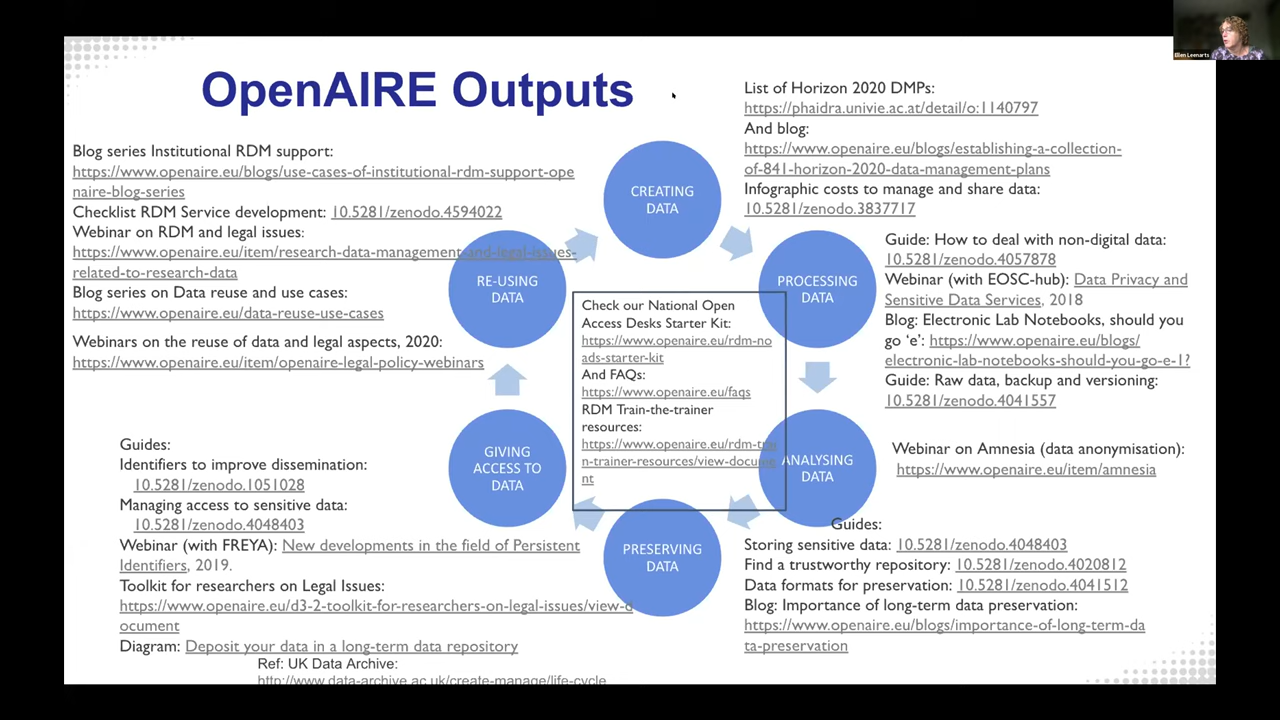 OpenAIRE Outputs
Ellen Leenarts
List of Horizon 2020 DMPs:
https://phaidra.univie.ac.at/detail/o:1140797
And blog:
https://www.openaire.eu/blogs/establishing-a-collection-
of-841-horizon-2020-data-management-plans
Infographic costs to manage and share data:
10.5281/zenodo.3837717
Blog series Institutional RDM support:
https://www.openaire.eu/blogs/use-cases-of-institutional-rdm-support-ope
naire-blog-series
Checklist RDM Service development: 10.5281/zenodo.4594022
Webinar on RDM and legal issues:
https://www.openaire.eu/item/research-data-management-and-legal-issues-
related-to-research-data
Blog series on Data reuse and use cases:
https://www.openaire.eu/data-reuse-use-cases
Webinars on the reuse of data and legal aspects, 2020:
https://www.openaire.eu/item/openaire-legal-policy-webinars
CREATING
DATA
RE-USING
DATA
PROCESSING
DATA
Guide: How to deal with non-digital data:
10.5281/zenodo.4057878
Webinar (with EOSC-hub): Data Privacy and
Sensitive Data Services, 2018
Blog: Electronic Lab Notebooks, should you
go ‘e’: https://www.openaire.eu/blogs/
electronic-lab-notebooks-should-you-go-e-1?
Guide: Raw data, backup and versioning:
10.5281/zenodo.4041557
Check our National Open
Access Desks Starter Kit:
https://www.openaire.eu/rdm-no
ads-starter-kit
And FAQs:
https://www.openaire.eu/faqs
RDM Train-the-trainer
resources:
https://www.openaire.eu/rdm-trai
n-trainer-resources/view-docume
nt
GIVING
ACCESS TO
DATA
ANALYSING
DATA
Webinar on Amnesia (data anonymisation):
https://www.openaire.eu/item/amnesia
PRESERVING
DATA
Guides:
Identifiers to improve dissemination:
10.5281/zenodo.1051028
Managing access to sensitive data:
10.5281/zenodo.4048403
Webinar (with FREYA): New developments in the field of Persistent
Identifiers, 2019.
Toolkit for researchers on Legal Issues:
https://www.openaire.eu/d3-2-toolkit-for-researchers-on-legal-issues/view-d
ocument
Diagram: Deposit your data in a long-term data repository
Guides:
Storing sensitive data: 10.5281/zenodo.4048403
Find a trustworthy repository: 10.5281/zenodo.4020812
Data formats for preservation: 10.5281/zenodo.4041512
Blog: Importance of long-term data preservation:
https://www.openaire.eu/blogs/importance-of-long-term-da
ta-preservation
Ref: UK Data Archive:
http://www.data-archive.ac.uk/create-manage/life-cycle